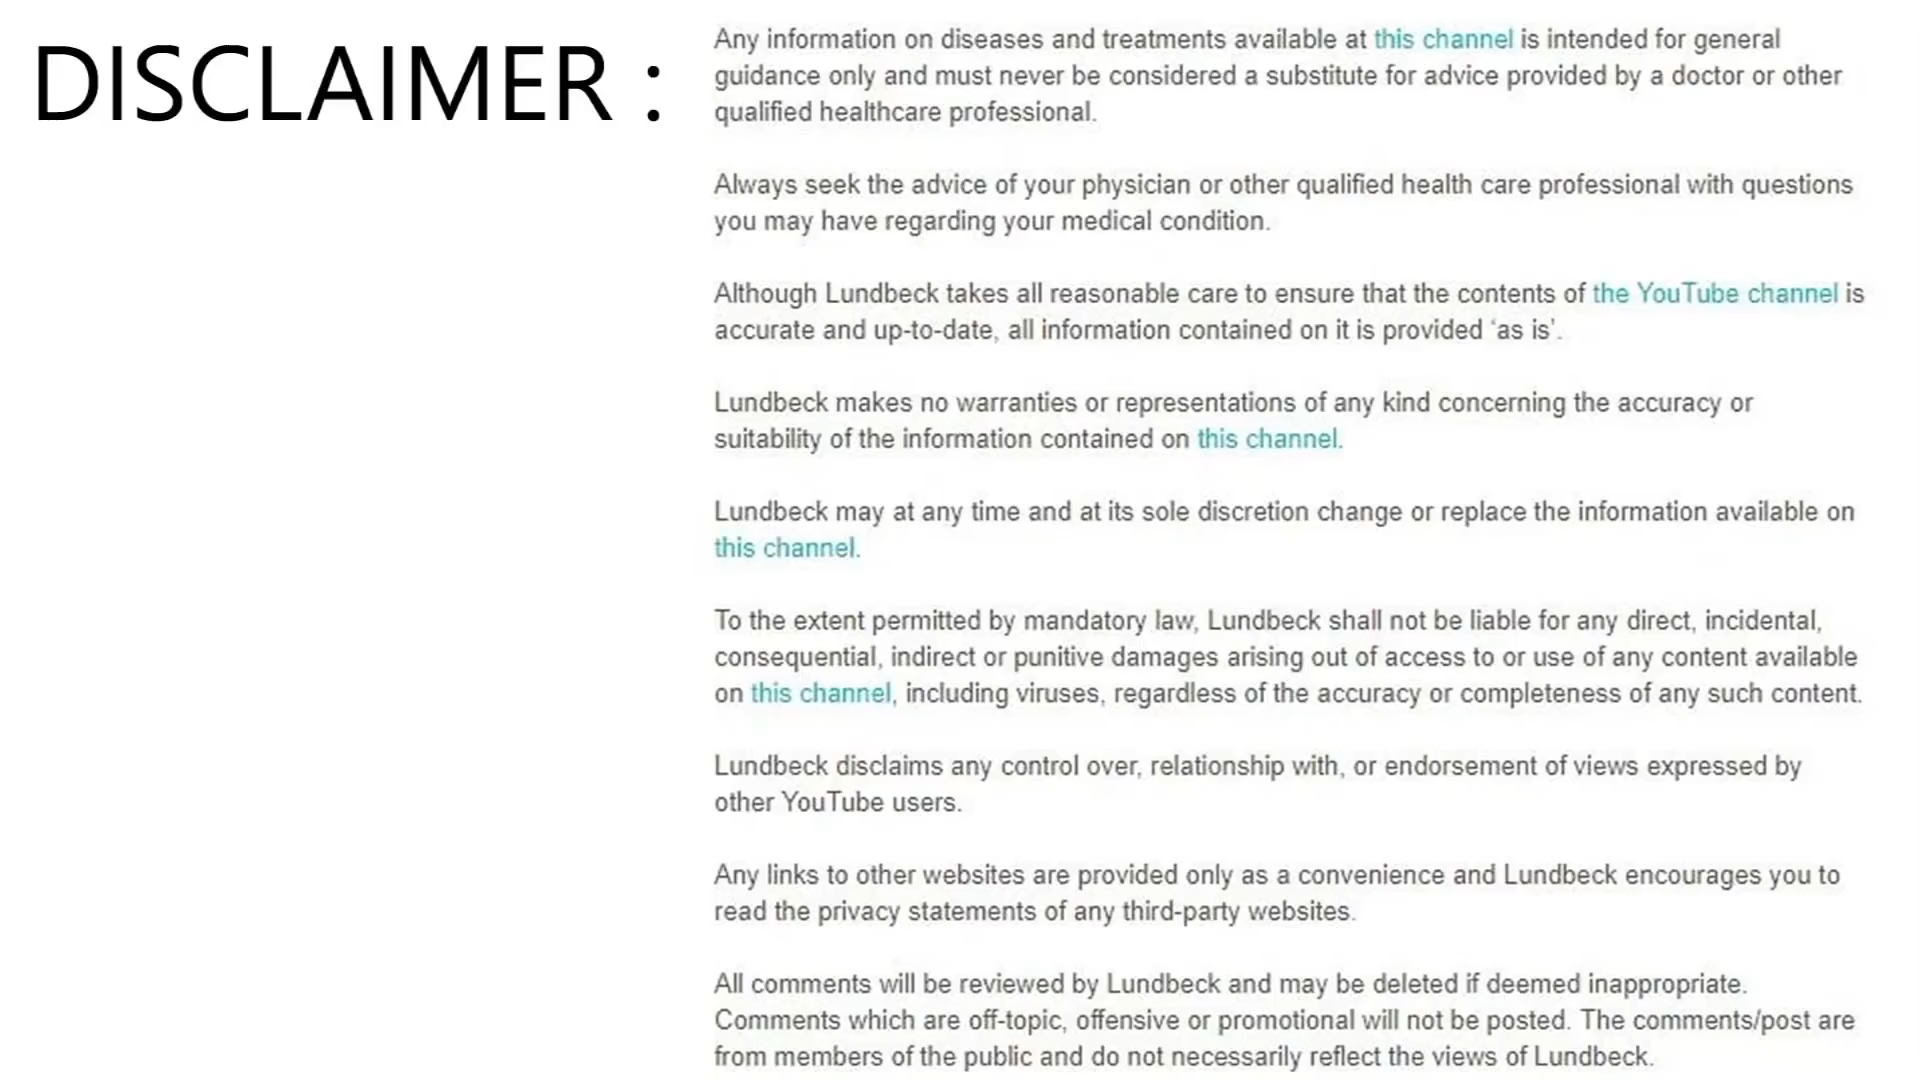 DISCLAIMER :
Any information on diseases and treatments available at this channel is intended for general
guidance only and must never be considered a substitute for advice provided by a doctor or other
qualified healthcare professional.
Always seek the advice of your physician or other qualified health care professional with questions
you may have regarding your medical condition.
Although Lundbeck takes all reasonable care to ensure that the contents of the YouTube channel is
accurate and up-to-date, all information contained on it is provided 'as is'.
Lundbeck makes no warranties or representations of any kind concerning the accuracy or
suitability of the information contained on this channel.
Lundbeck may at any time and at its sole discretion change or replace the information available on
this channel.
To the extent permitted by mandatory law, Lundbeck shall not be liable for any direct, incidental,
consequential, indirect or punitive damages arising out of access to or use of any content available
on this channel, including viruses, regardless of the accuracy or completeness of any such content.
Lundbeck disclaims any control over, relationship with, or endorsement of views expressed by
other YouTube users.
Any links to other websites are provided only as a convenience and Lundbeck encourages you to
read the privacy statements of any third-party websites.
All comments will be reviewed by Lundbeck and may be deleted if deemed inappropriate.
Comments which are off-topic, offensive or promotional will not be posted. The comments/post are
from members of the public and do not necessarily reflect the views of Lundbeck.